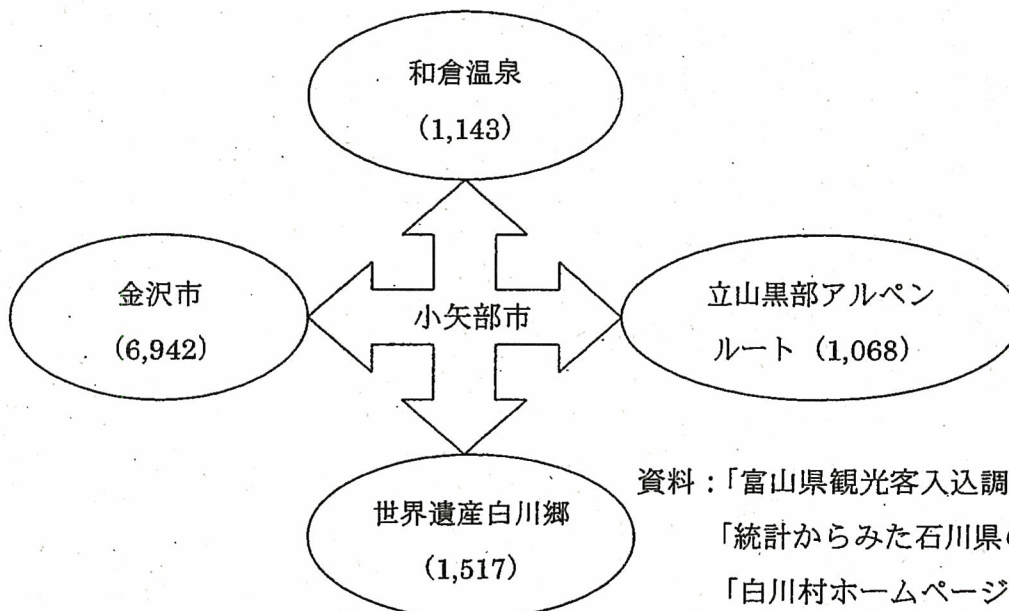 和倉温泉
(1,143)
金沢市
(6,942)
小矢部市
立山黒部アルペン
ルート (1,068)
世界遺産白川郷
(1,517)
資料：「富山県観光客入込調
「統計からみた石川県
「白川村ホームページ